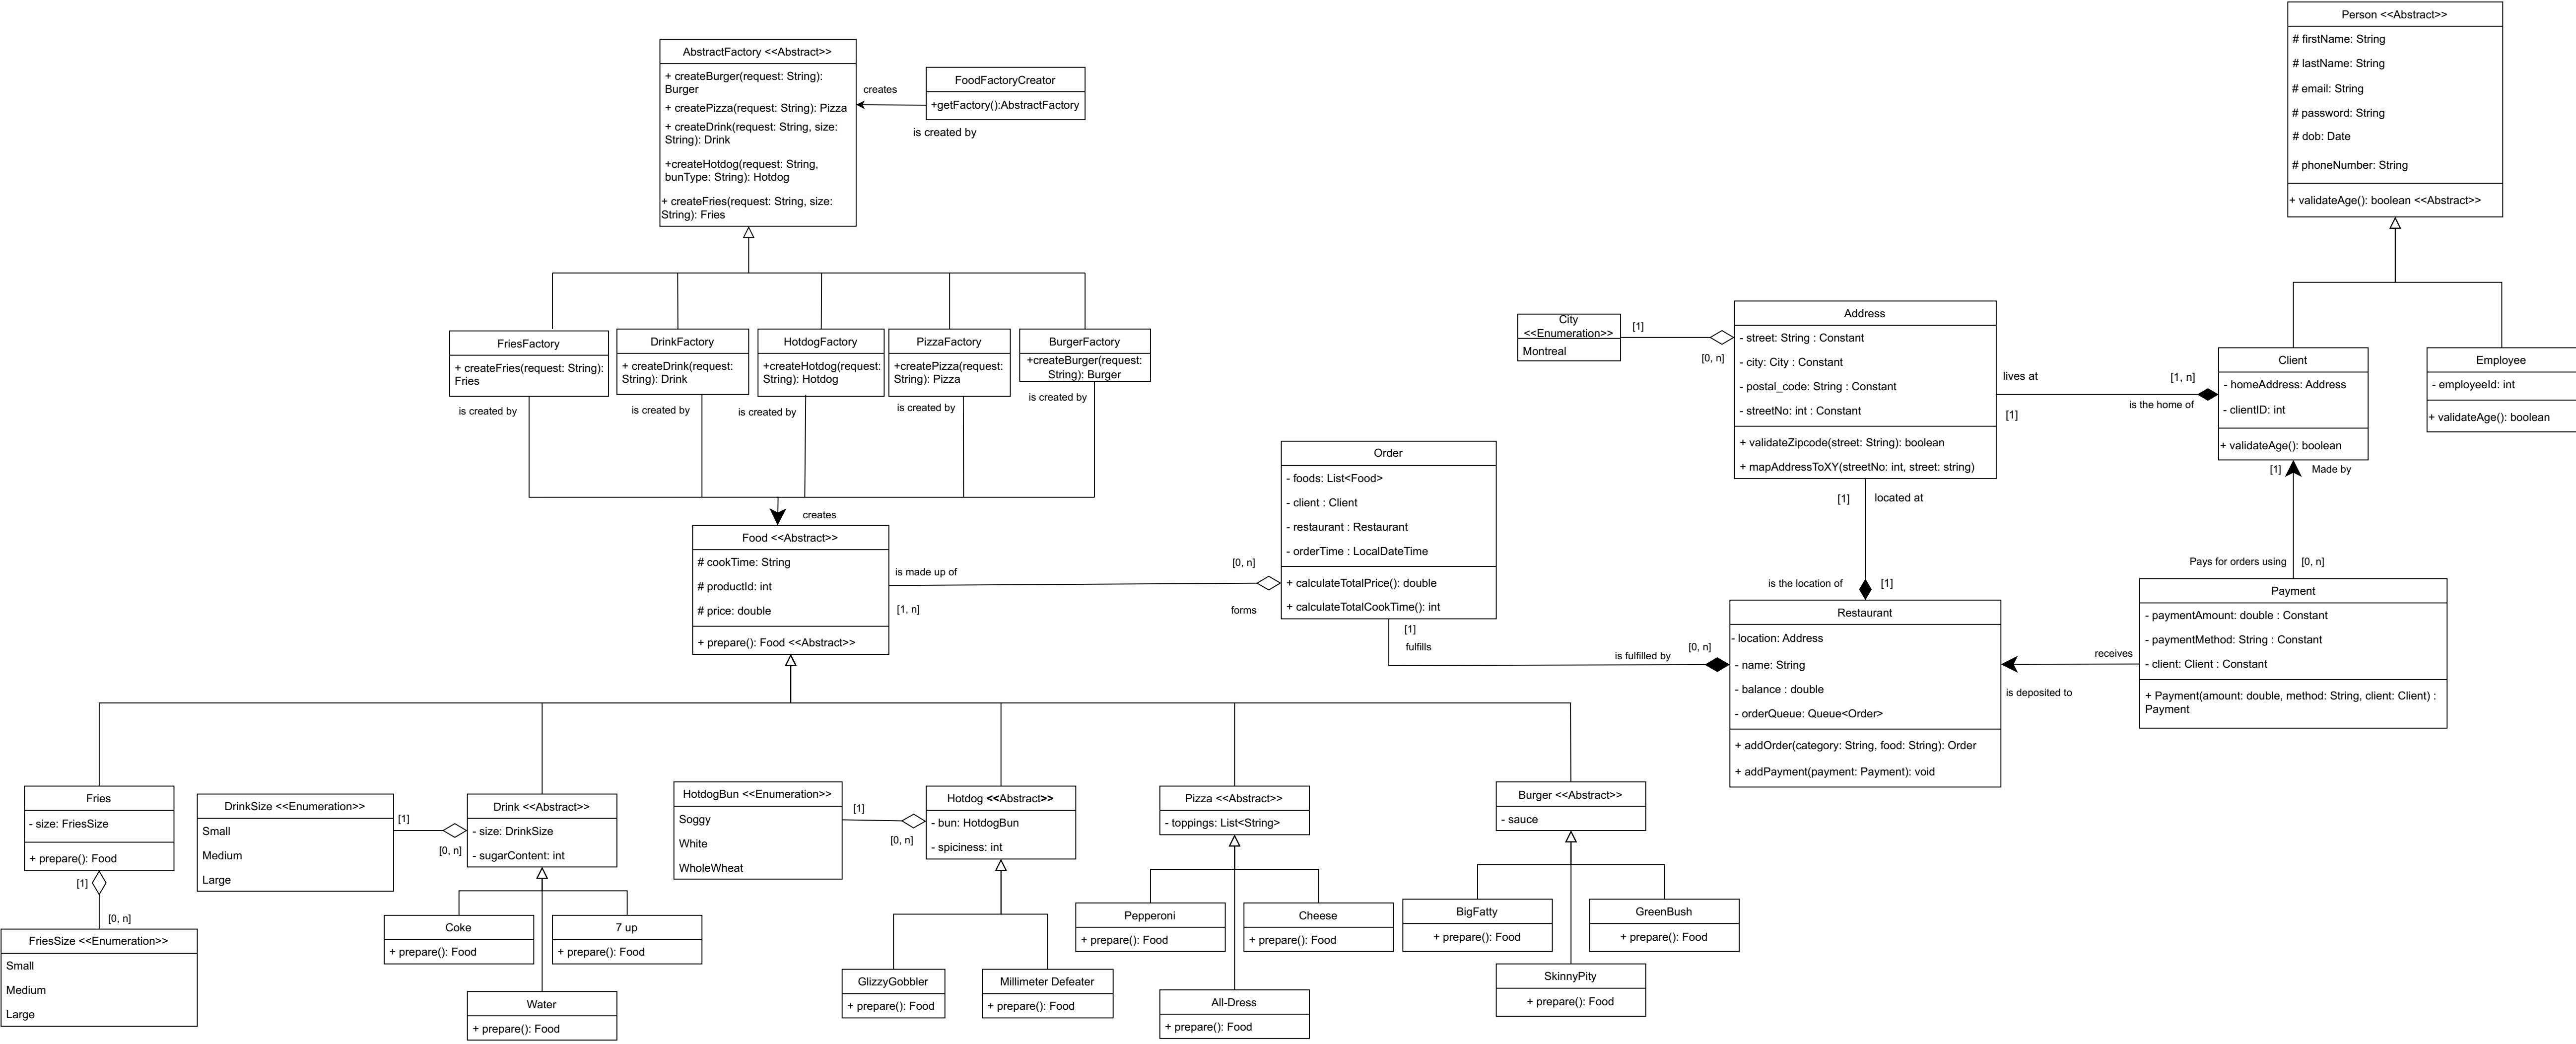 Person <<Abstract>>
# firstName: String
# lastName: String
# email: String
# password: String
# dob: Date
# phoneNumber: String
+ validateAge(): boolean <<Abstract>>
AbstractFactory <<Abstract>>
+ createBurger(request: String):
Burger
+ createPizza(request: String): Pizza
+ createDrink(request: String, size:
String): Drink
+createHotdog(request: String,
bunType: String): Hotdog
+ createFries(request: String, size:
String): Fries
creates
FoodFactoryCreator
+getFactory():AbstractFactory
is created by
FriesFactory
+ createFries(request: String):
Fries
DrinkFactory
+ createDrink(request:
String): Drink
HotdogFactory
+createHotdog(request:
String): Hotdog
PizzaFactory
+createPizza(request:
String): Pizza
BurgerFactory
+createBurger(request:
String): Burger
is created by
is created by
is created by
is created by
is created by
creates
City
<<Enumeration>>
Montreal
[1]
[0, n]
Address
- street: String : Constant
- city: City : Constant
- postal_code: String : Constant
- streetNo: int : Constant
+ validateZipcode(street: String): boolean
+ mapAddressToXY(streetNo: int, street: string)
lives at
[1]
[1, n]
is the home of
Client
- homeAddress: Address
- clientID: int
+ validateAge(): boolean
Employee
- employeeId: int
+ validateAge(): boolean
[1]
Made by
[1]
located at
Order
- foods: List<Food>
- client : Client
- restaurant : Restaurant
- orderTime : LocalDateTime
+ calculateTotalPrice(): double
+ calculateTotalCookTime(): int
Food <<Abstract>>
# cookTime: String
# productId: int
# price: double
+ prepare(): Food <<Abstract>>
is made up of
[1, n]
[0, n]
forms
[1]
fulfills
is fulfilled by
[0, n]
is the location of
[1]
Pays for orders using
[0, n]
Restaurant
- location: Address
- name: String
- balance : double
- orderQueue: Queue<Order>
+ addOrder(category: String, food: String): Order
+ addPayment(payment: Payment): void
receives
is deposited to
Payment
- paymentAmount: double : Constant
- paymentMethod: String : Constant
- client: Client : Constant
+ Payment(amount: double, method: String, client: Client) :
Payment
Fries
- size: FriesSize
+ prepare(): Food
[1]
[0, n]
FriesSize <<Enumeration>>
Small
Medium
Large
DrinkSize <<Enumeration>>
Small
Medium
Large
[1]
[0, n]
Drink <<Abstract>>
- size: DrinkSize
- sugarContent: int
Coke
+ prepare(): Food
7 up
+ prepare(): Food
Water
+ prepare(): Food
HotdogBun <<Enumeration>>
Soggy
White
WholeWheat
[1]
[0, n]
Hotdog <<Abstract>>
- bun: HotdogBun
- spiciness: int
GlizzyGobbler
+ prepare(): Food
Millimeter Defeater
+ prepare(): Food
Pizza <<Abstract>>
- toppings: List<String>
Pepperoni
+ prepare(): Food
Cheese
+ prepare(): Food
All-Dress
+ prepare(): Food
Burger <<Abstract>>
- sauce
BigFatty
+ prepare(): Food
GreenBush
+ prepare(): Food
SkinnyPity
+ prepare(): Food